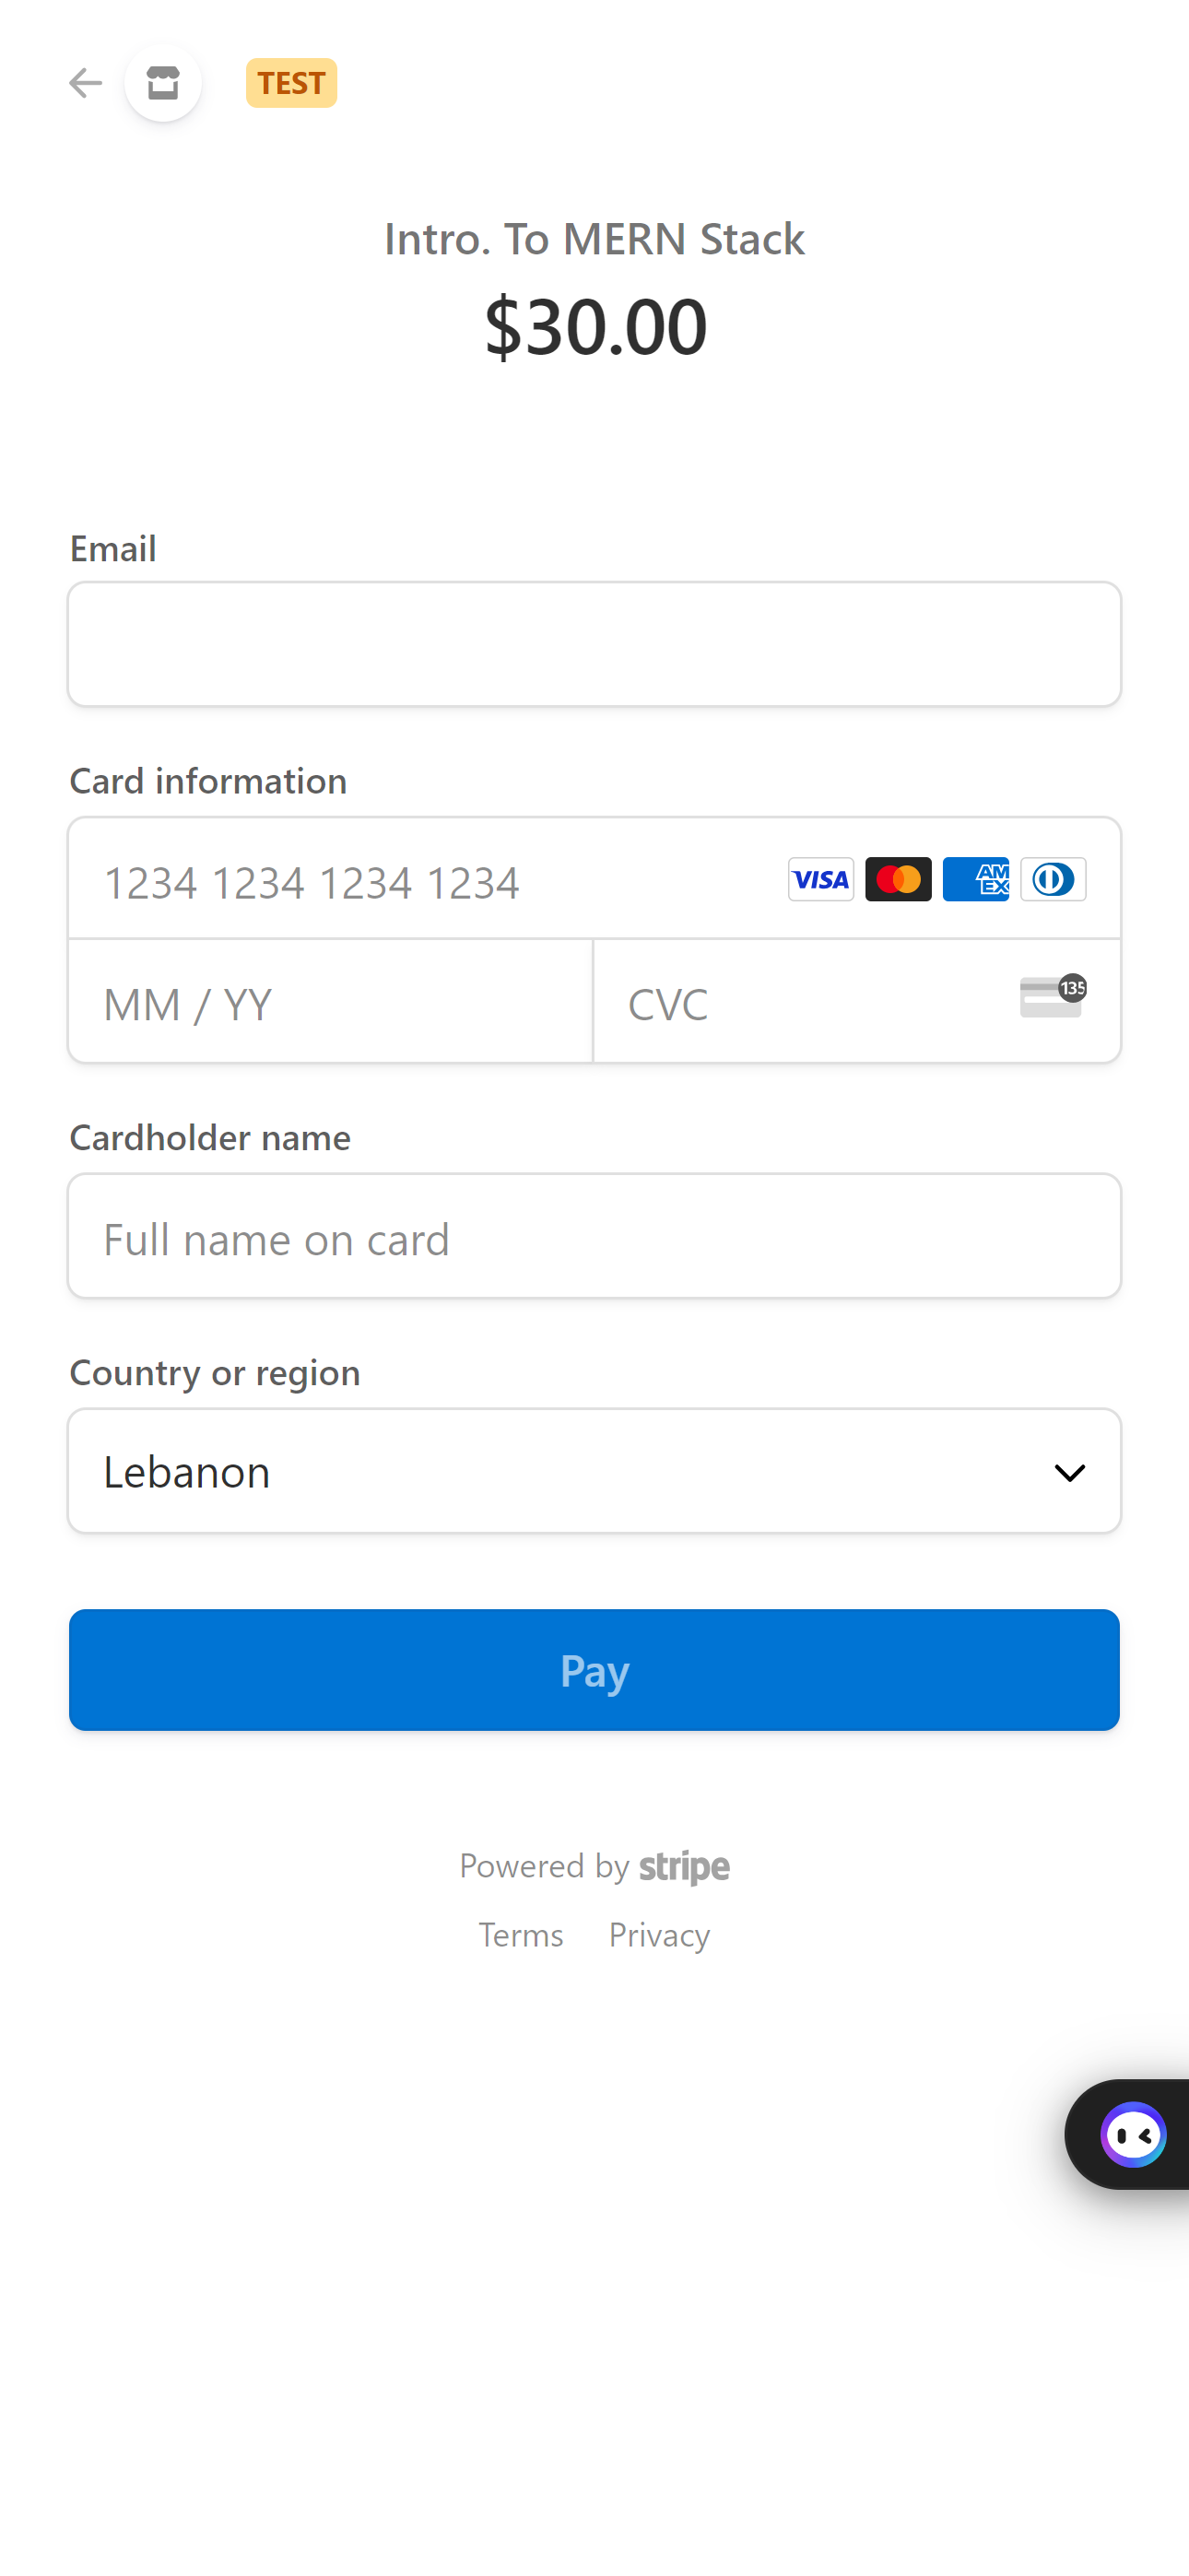 TEST
Intro. To MERN Stack
$30.00
Email
Card information
1234 1234 1234 1234
VISA
AM
EX
MM / YY
CVC
135
Cardholder name
Full name on card
Country or region
Lebanon
Pay
Powered by stripe
Terms Privacy